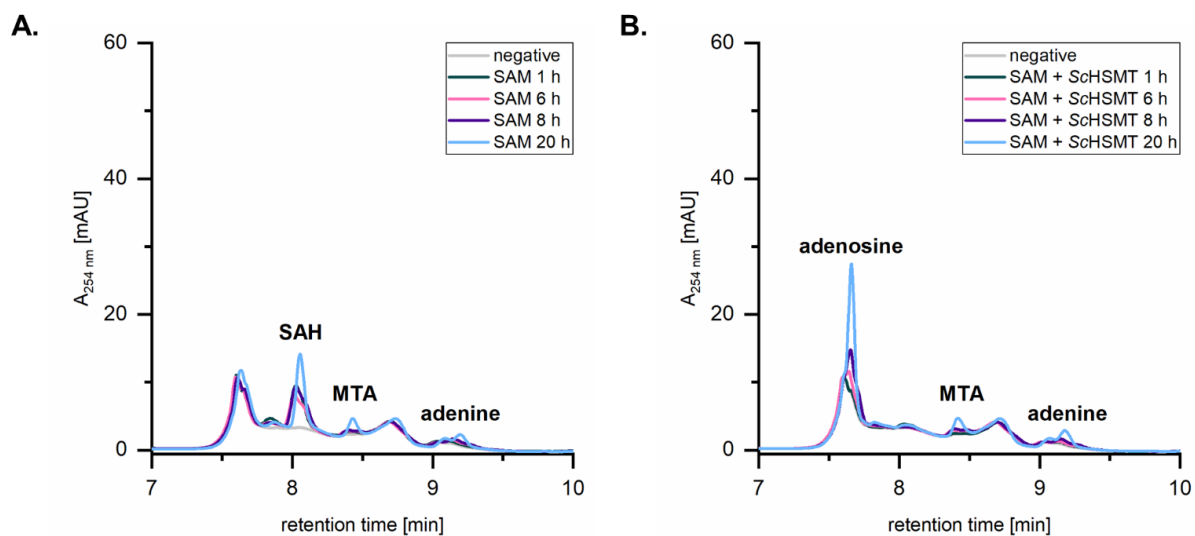 A.
60
40
20
0
A254 nm [mAU]
negative
SAM 1 h
SAM 6 h
SAM 8 h
SAM 20 h
SAH
MTA
adenine
7 8 9 10
retention time [min]
B.
60
40
20
0
A254 nm [mAU]
negative
SAM + ScHSMT 1 h
SAM + ScHSMT 6 h
SAM + ScHSMT 8 h
SAM + ScHSMT 20 h
adenosine
MTA
adenine
7 8 9 10
retention time [min]